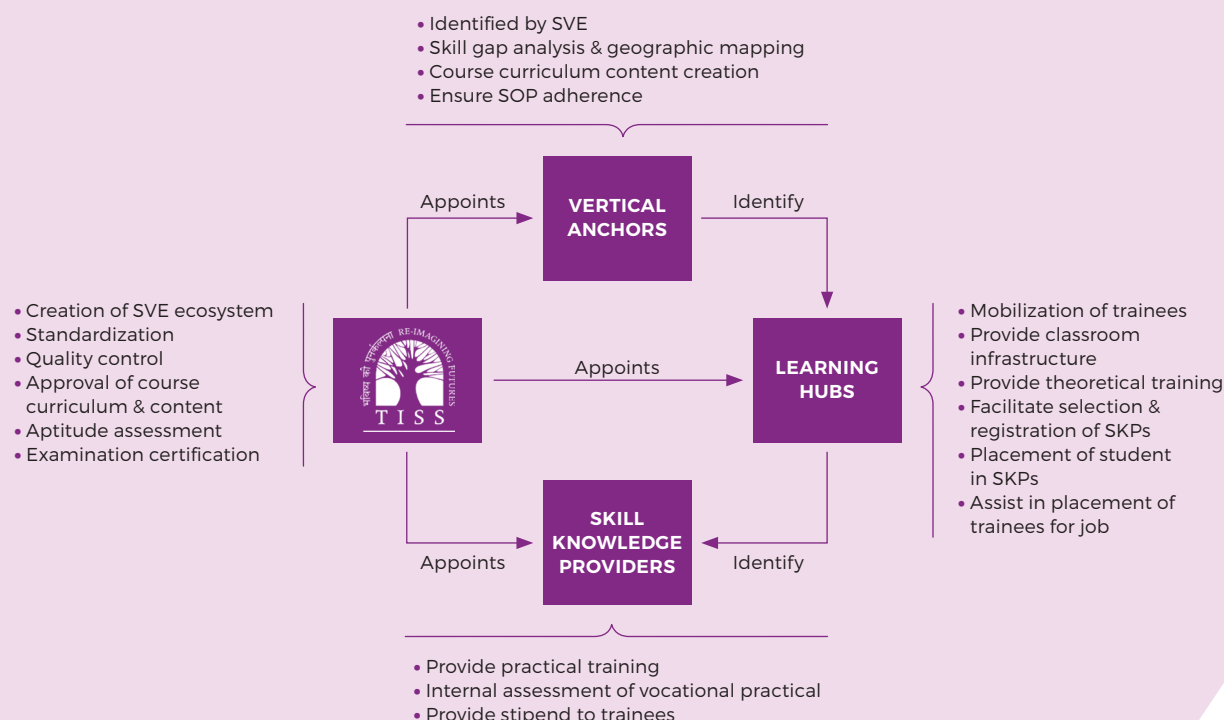 • Identified by SVE
• Skill gap analysis & geographic mapping
• Course curriculum content creation
• Ensure SOP adherence
Appoints
VERTICAL
ANCHORS
Identify
• Creation of SVE ecosystem
• Standardization
• Quality control
• Approval of course
curriculum & content
• Aptitude assessment
• Examination certification
भविष्य की पुनर्कल्पना RE-IMAGINING FUTURES
TISS
Appoints
LEARNING
HUBS
• Mobilization of trainees
• Provide classroom
infrastructure
• Provide theoretical training
• Facilitate selection &
registration of SKPs
• Placement of student
in SKPs
• Assist in placement of
trainees for job
Appoints
SKILL
KNOWLEDGE
PROVIDERS
Identify
• Provide practical training
• Internal assessment of vocational practical
• Provide stipend to trainees